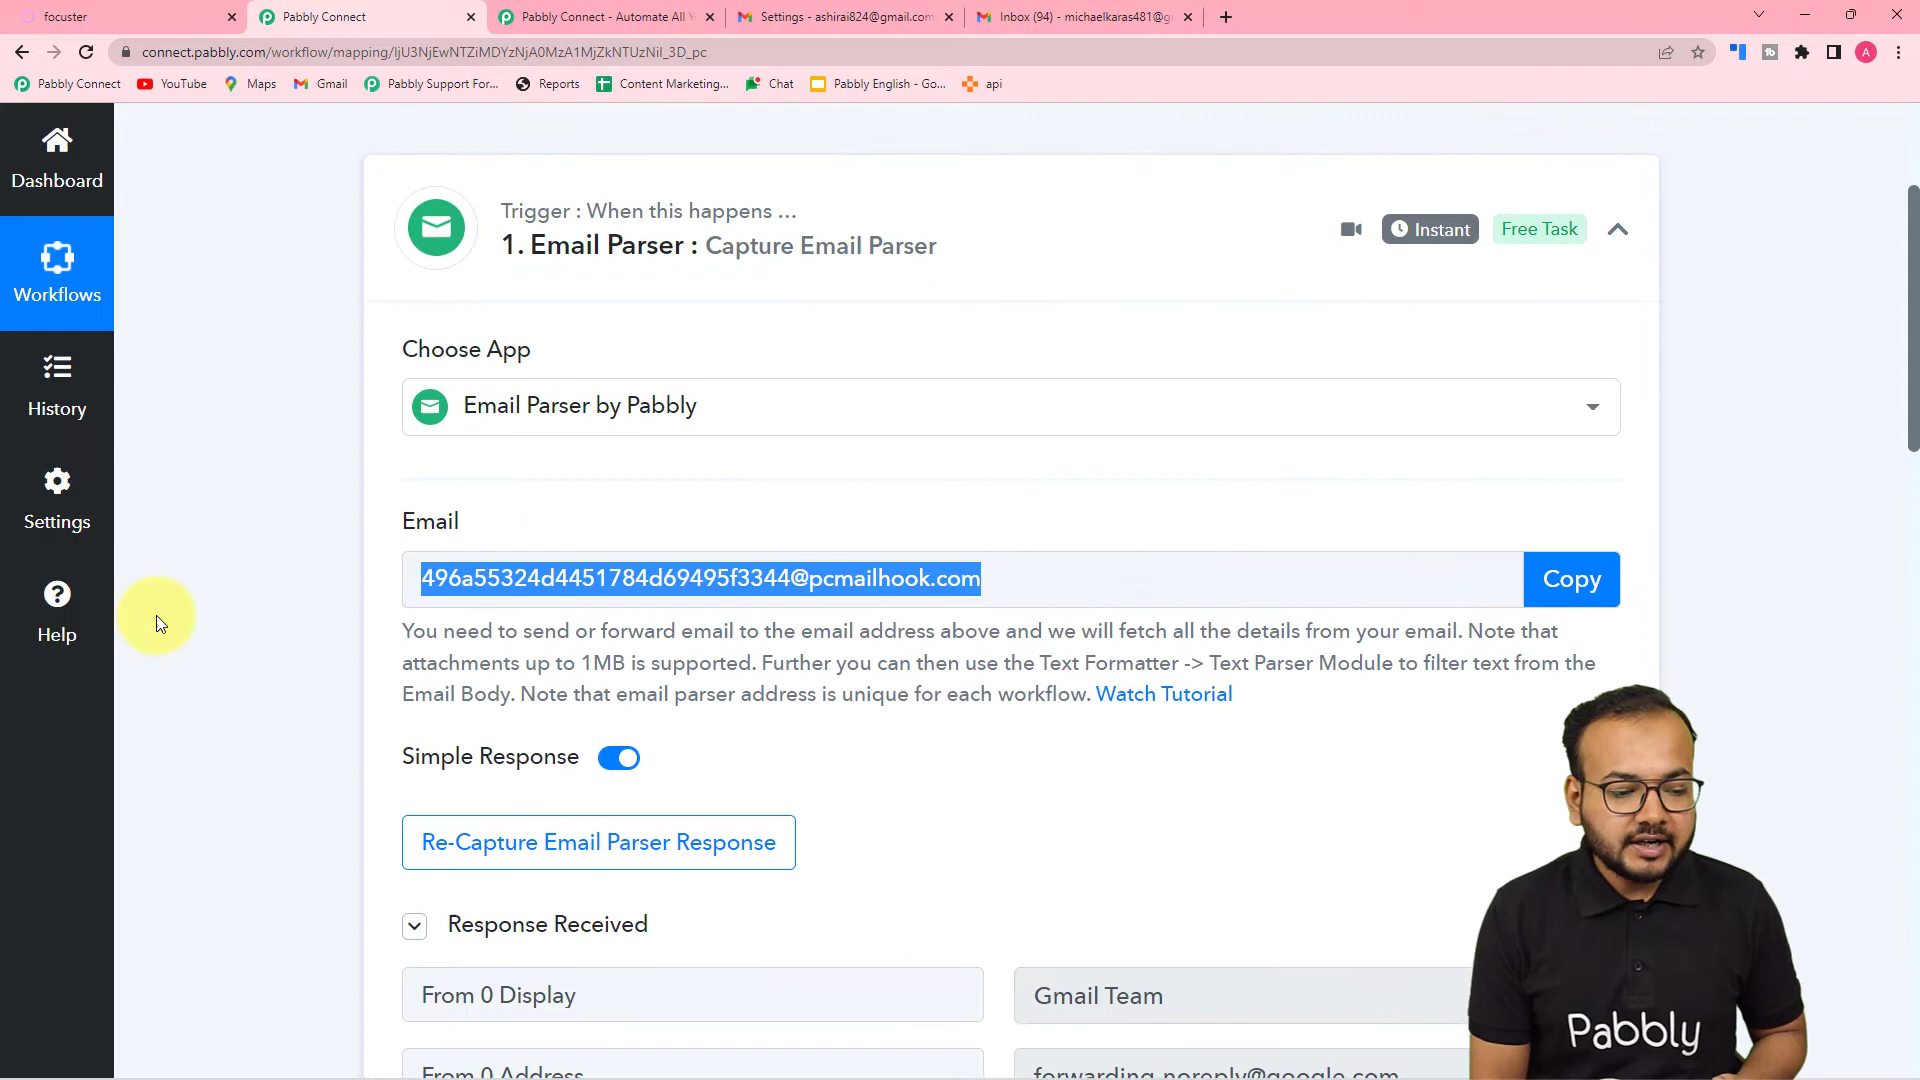 focuster
Pabbly Connect
Pabbly Connect - Automate All Y
Settings - ashirai824@gmail.com
Inbox (94) - michaelkaras481@g
connect.pabbly.com/workflow/mapping/IjU3NjEwNTZiMDYzNjA0MzA1MjZkNTUzNiI_3D_pc
A
Pabbly Connect
YouTube
Maps
Gmail
Pabbly Support For...
Reports
Content Marketing...
Chat
Pabbly English - Go...
api
Dashboard
Workflows
History
Settings
Help
Trigger : When this happens ...
1. Email Parser : Capture Email Parser
Instant
Free Task
Choose App
Email Parser by Pabbly
Email
496a55324d4451784d69495f3344@pcmailhook.com
Copy
You need to send or forward email to the email address above and we will fetch all the details from your email. Note that
attachments up to 1MB is supported. Further you can then use the Text Formatter -> Text Parser Module to filter text from the
Email Body. Note that email parser address is unique for each workflow. Watch Tutorial
Simple Response
Re-Capture Email Parser Response
Response Received
From 0 Display
Gmail Team
From 0 Address
forwarding-noreply@google.com
Pabbly